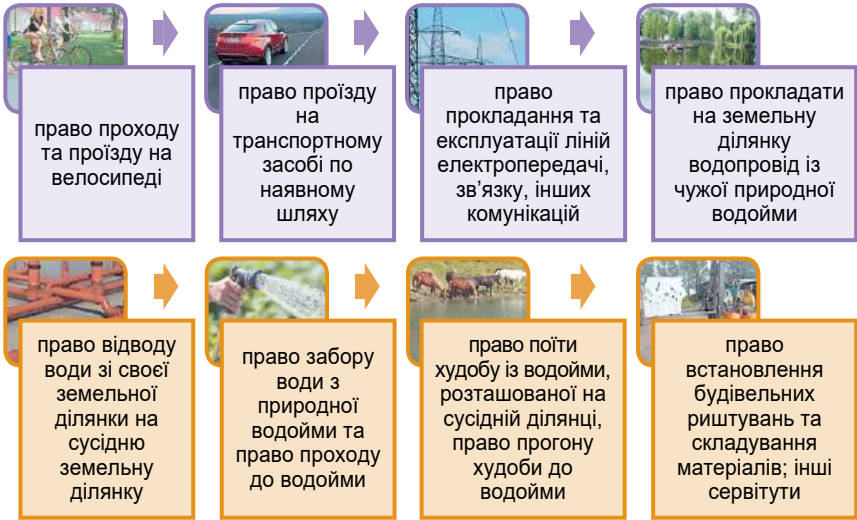 право проходу
та проїзду на
велосипеді
право проїзду
на
транспортному
засобі по
наявному
шляху
право
прокладання та
експлуатації ліній
електропередачі,
зв’язку, інших
комунікацій
право прокладати
на земельну
ділянку
водопровід із
чужої природної
водойми
право відводу
води зі своєї
земельної
ділянки на
сусідню
земельну
ділянку
право забору
води з
природної
водойми та
право проходу
до водойми
право поїти
худобу із водойми,
розташованої на
сусідній ділянці,
право прогону
худоби до
водойми
право
встановлення
будівельних
риштувань та
складування
матеріалів; інші
сервітути